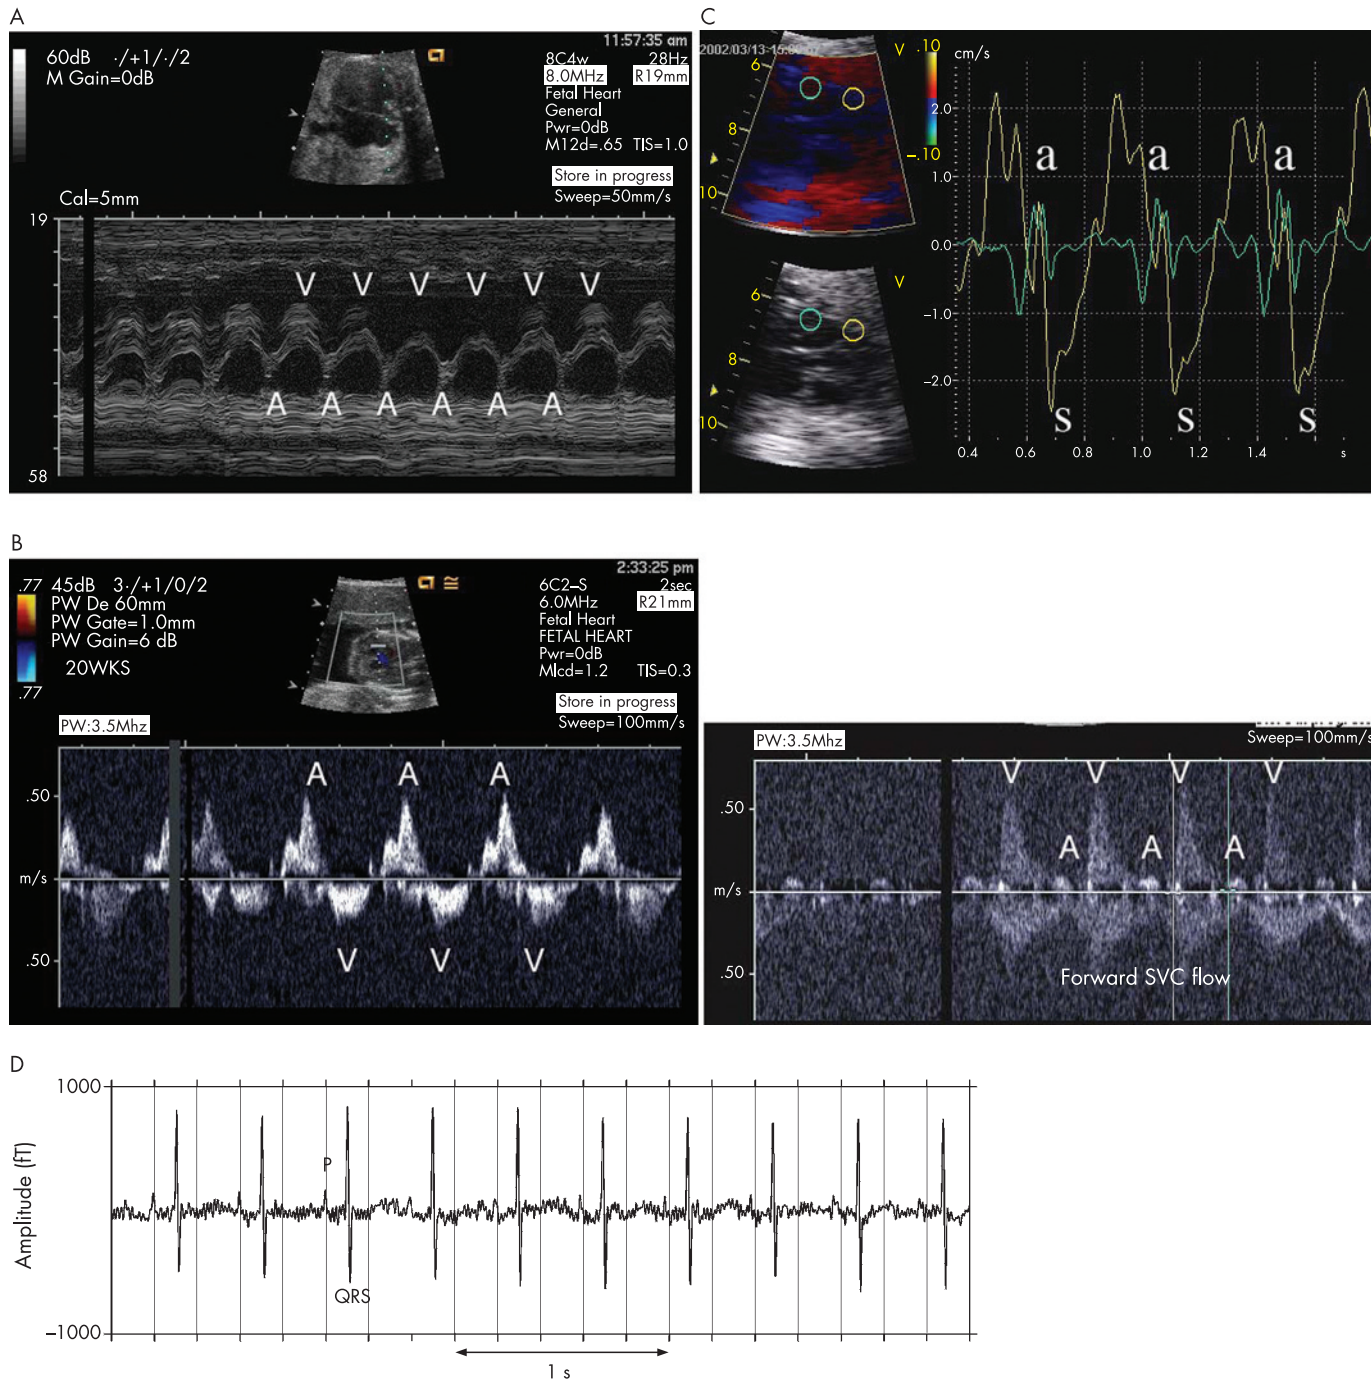 A
11:57:35 am
60dB ·/+1/·/2
M Gain=0dB
8C4w 28Hz
8.0MHz R19mm
Fetal Heart
General
Pwr=0dB
M12d=.65 TIS=1.0
Store in progress
Sweep=50mm/s
Cal=5mm
19
V V V V V V
A A A A A A
58
C
2002/03/13-15
V
.10
cm/s
6
8
10
-.10
2.0
1.0
0.0
-1.0
-2.0
a a a
s s s
V
6
8
10
0.4 0.6 0.8 1.0 1.2 1.4 s
B
2:33:25 pm
.77 45dB 3·/+1/0/2
PW De 60mm
PW Gate=1.0mm
PW Gain=6 dB
20WKS
.77
6C2–S 2sec
6.0MHz R21mm
Fetal Heart
FETAL HEART
Pwr=0dB
Mlcd=1.2 TIS=0.3
Store in progress
Sweep=100mm/s
PW:3.5Mhz
.50
m/s
.50
A A A
V V V
PW:3.5Mhz
Sweep=100mm/s
.50
m/s
.50
V V V V
A A A
Forward SVC flow
D
1000
Amplitude (fT)
–1000
P
QRS
1 s